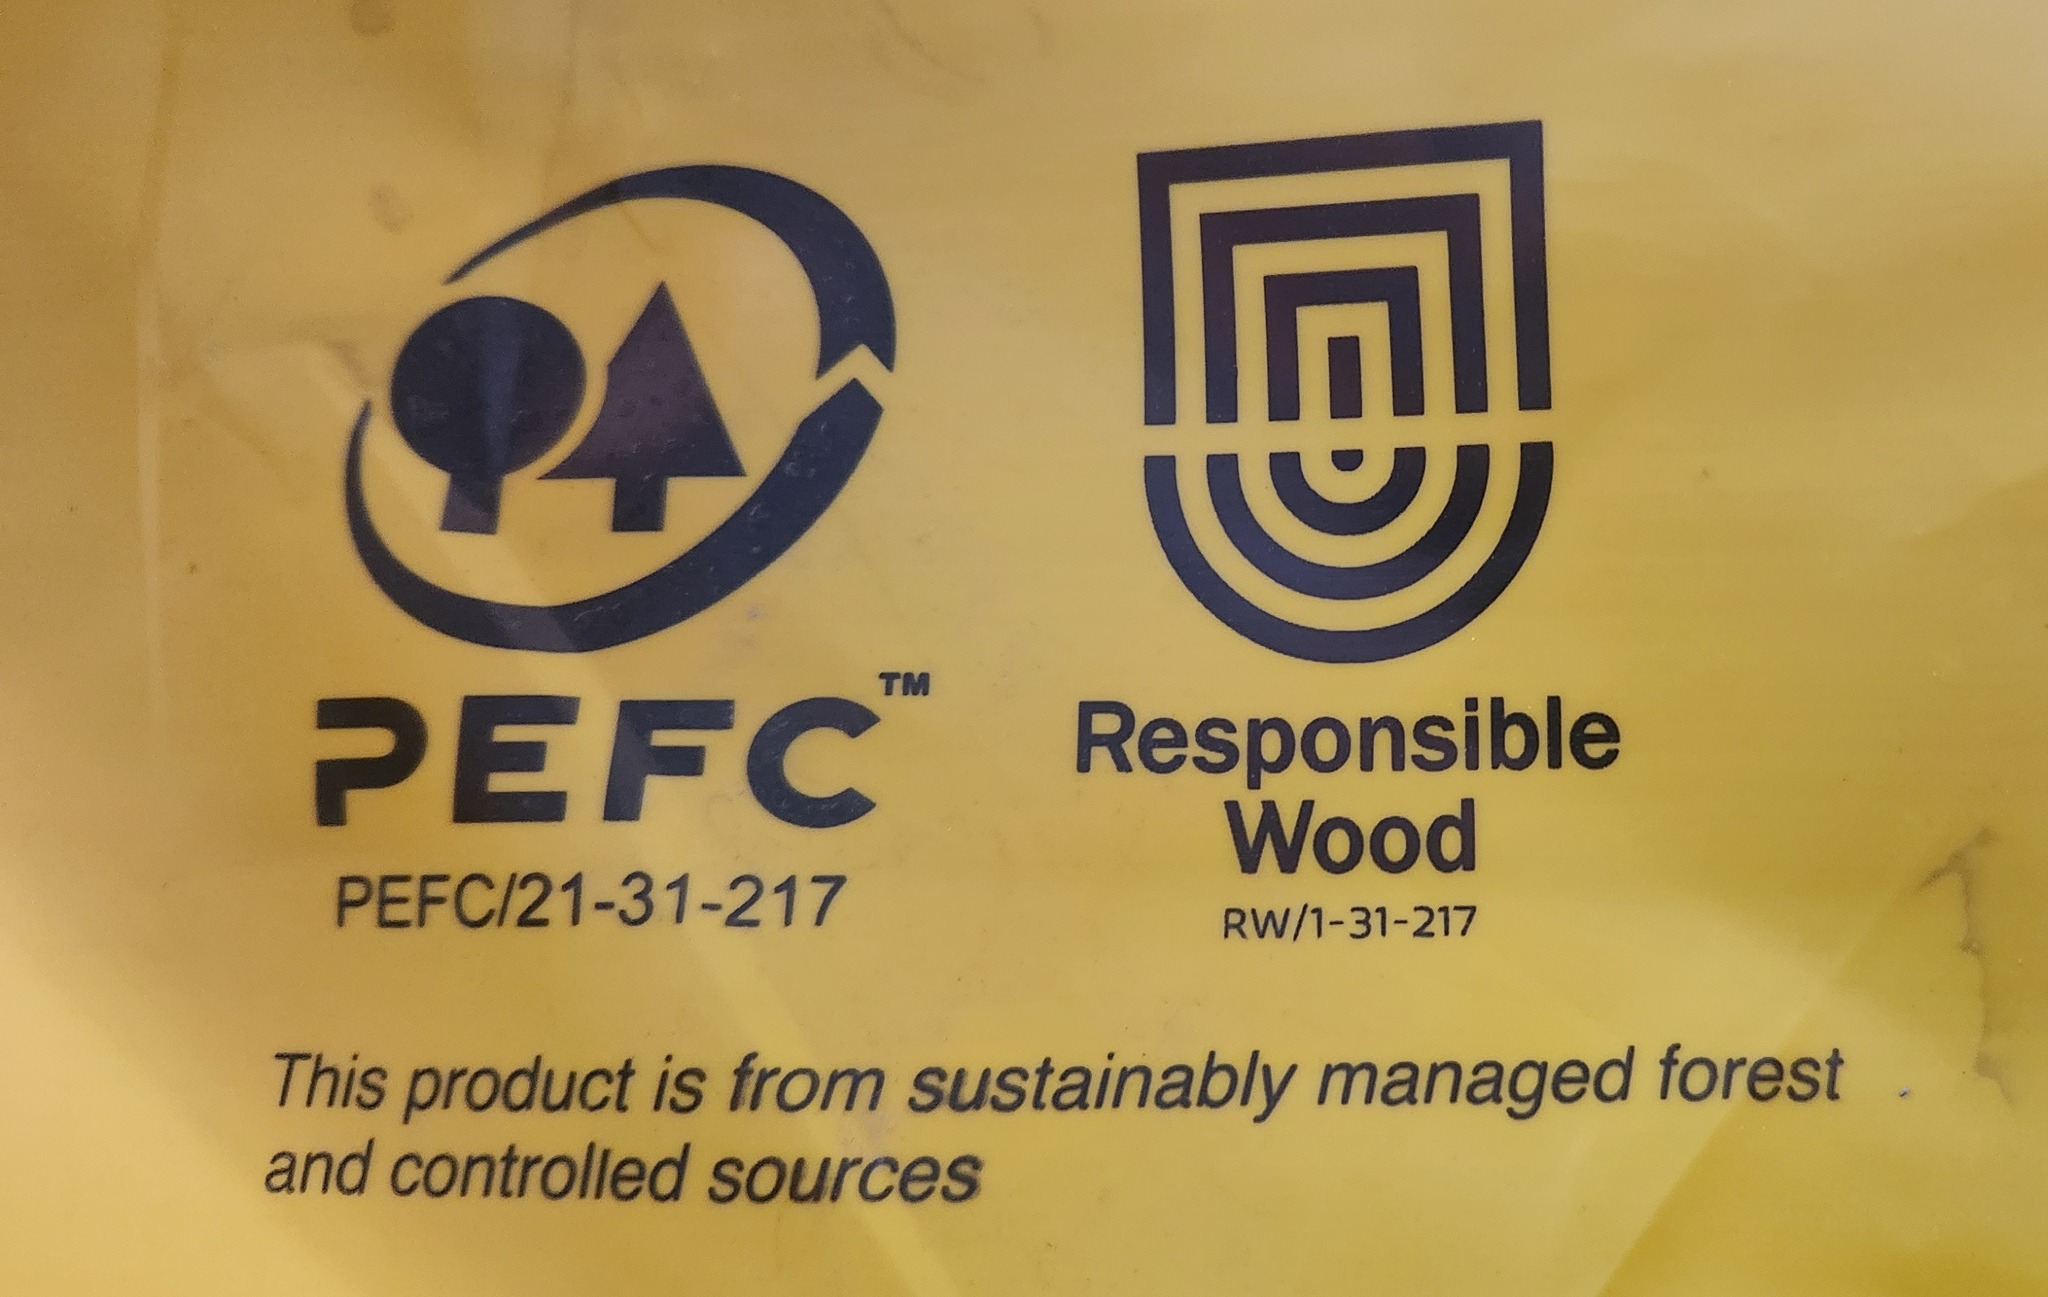 PEFC™
PEFC/21-31-217
Responsible
Wood
RW/1-31-217
This product is from sustainably managed forest
and controlled sources